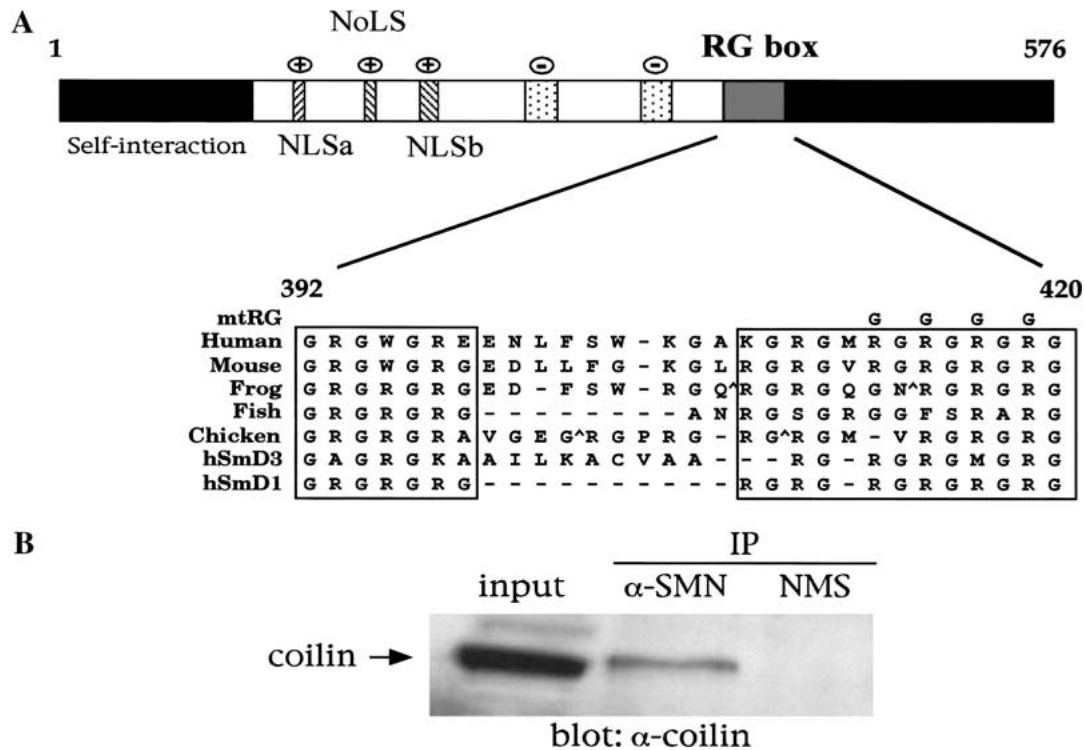 A
NoLS
1
RG box
576
+ + + - -
Self-interaction
NLSa
NLSb
392
420
mtRG G G G G
Human G R G W G R E E N L F S W - K G A K G R G M R G R G R G R G
Mouse G R G W G R G E D L L F G - K G L R G R G V R G R G R G R G
Frog G R G R G R G E D - F S W - R G Q^R G R G Q G N^R G R G R G
Fish G R G R G R G - - - - - - - - A N R G S G R G G F S R A R G
Chicken G R G R G R A V G E G^R G P R G - R G^R G M - V R G R G R G
hSmD3 G A G R G K A A I L K A C V A A - - - R G - R G R G M G R G
hSmD1 G R G R G R G - - - - - - - - - - R G R G - R G R G R G R G
B
IP
input
α-SMN
NMS
coilin
blot: α-coilin